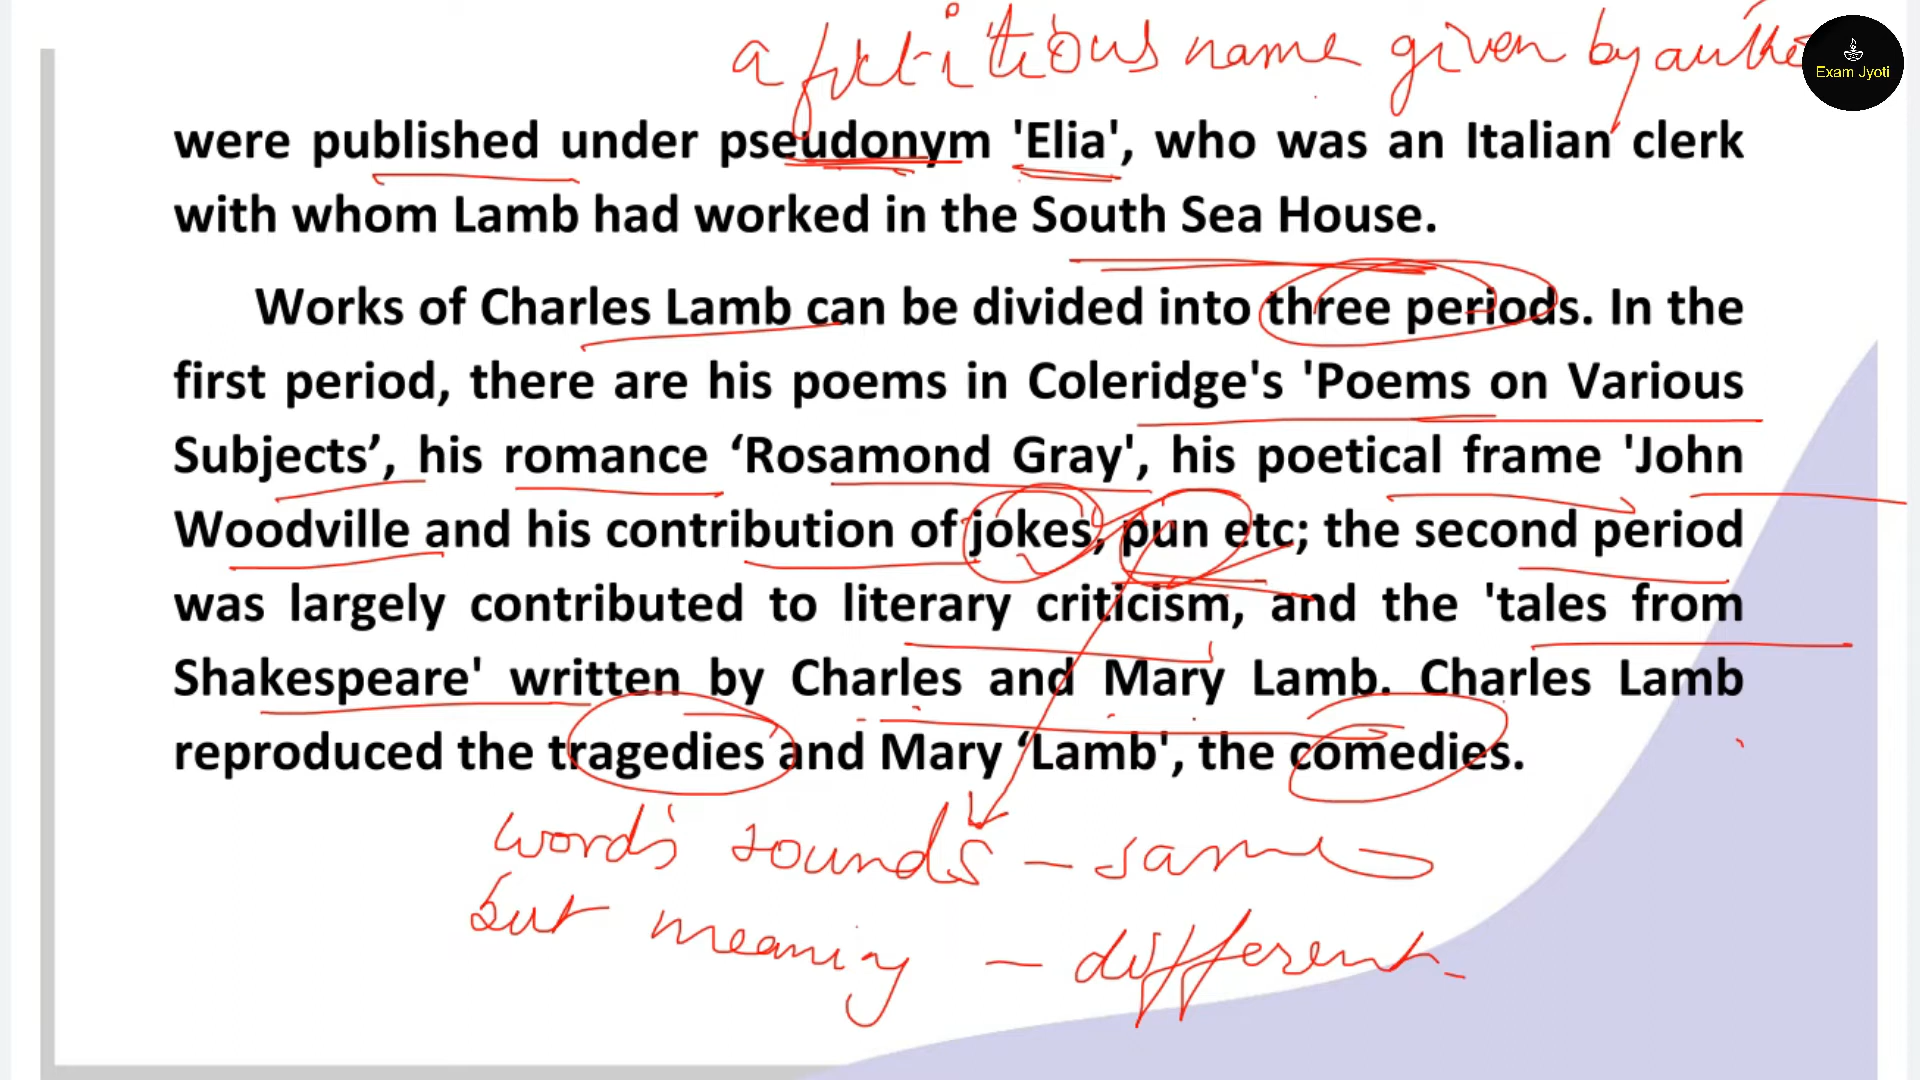 a fictitious name given by autho
Exam Jyoti
were published under pseudonym 'Elia', who was an Italian clerk
with whom Lamb had worked in the South Sea House.
Works of Charles Lamb can be divided into three periods. In the
first period, there are his poems in Coleridge's 'Poems on Various
Subjects’, his romance ‘Rosamond Gray', his poetical frame 'John
Woodville and his contribution of jokes, pun etc; the second period
was largely contributed to literary criticism, and the 'tales from
Shakespeare' written by Charles and Mary Lamb. Charles Lamb
reproduced the tragedies and Mary ‘Lamb', the comedies.
words sounds - same
but meaning - different